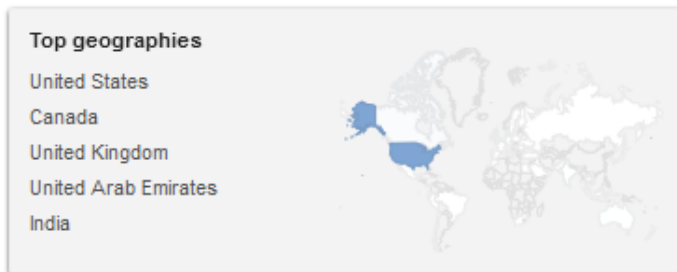 Top geographies
United States
Canada
United Kingdom
United Arab Emirates
India